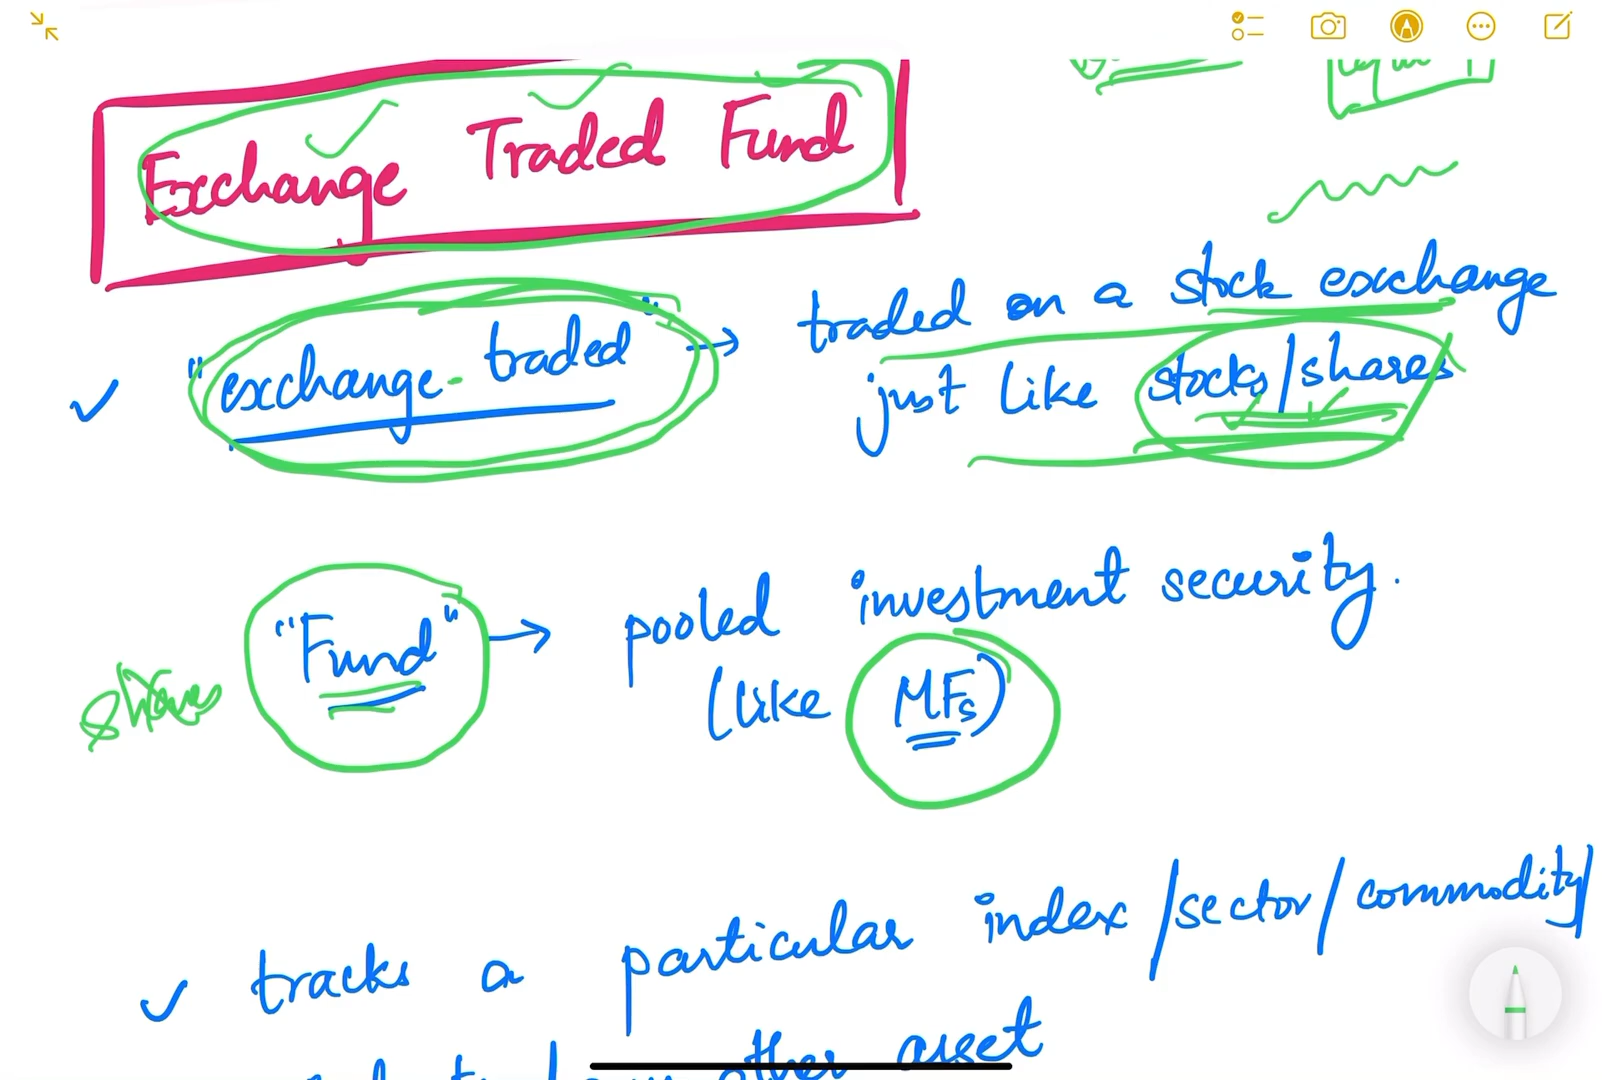 Exchange Traded Fund
"exchange-traded" → traded on a stock exchange
just like stocks/shares
"Fund" → pooled investment security.
(like MFs)
shares
✓ tracks a particular index/sector/commodity/
other asset